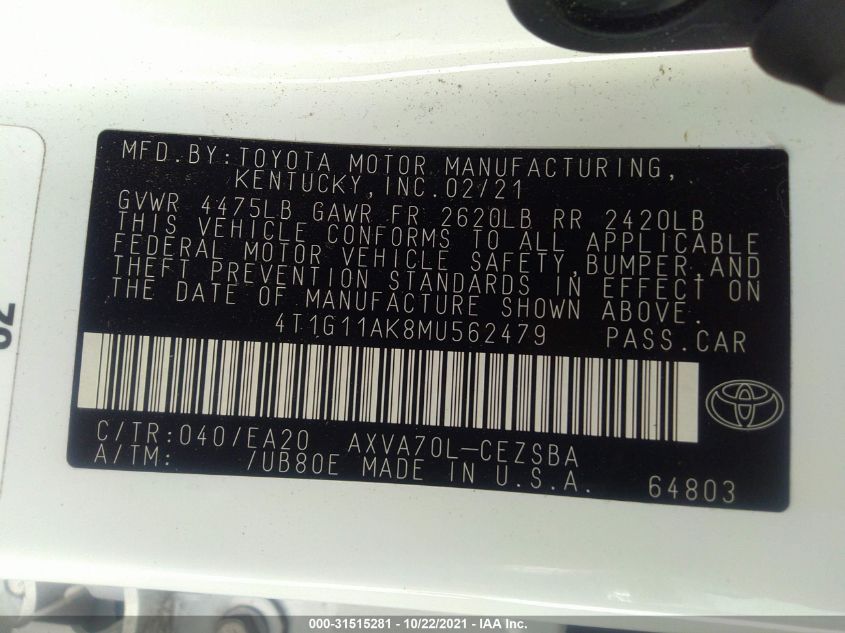 MFD.BY:TOYOTA MOTOR MANUFACTURING,
KENTUCKY,INC.02/21
GVWR 4475LB GAWR FR 2620LB RR 2420LB
THIS VEHICLE CONFORMS TO ALL APPLICABLE
FEDERAL MOTOR VEHICLE SAFETY,BUMPER,AND
THEFT PREVENTION STANDARDS IN EFFECT ON
THE DATE OF MANUFACTURE SHOWN ABOVE.
4T1G11AK8MU562479 PASS.CAR
C/TR:040/EA20 AXVA70L-CEZSBA
A/TM: /UB80E MADE IN U.S.A. 64803
000-31515281 - 10/22/2021 - IAA Inc.